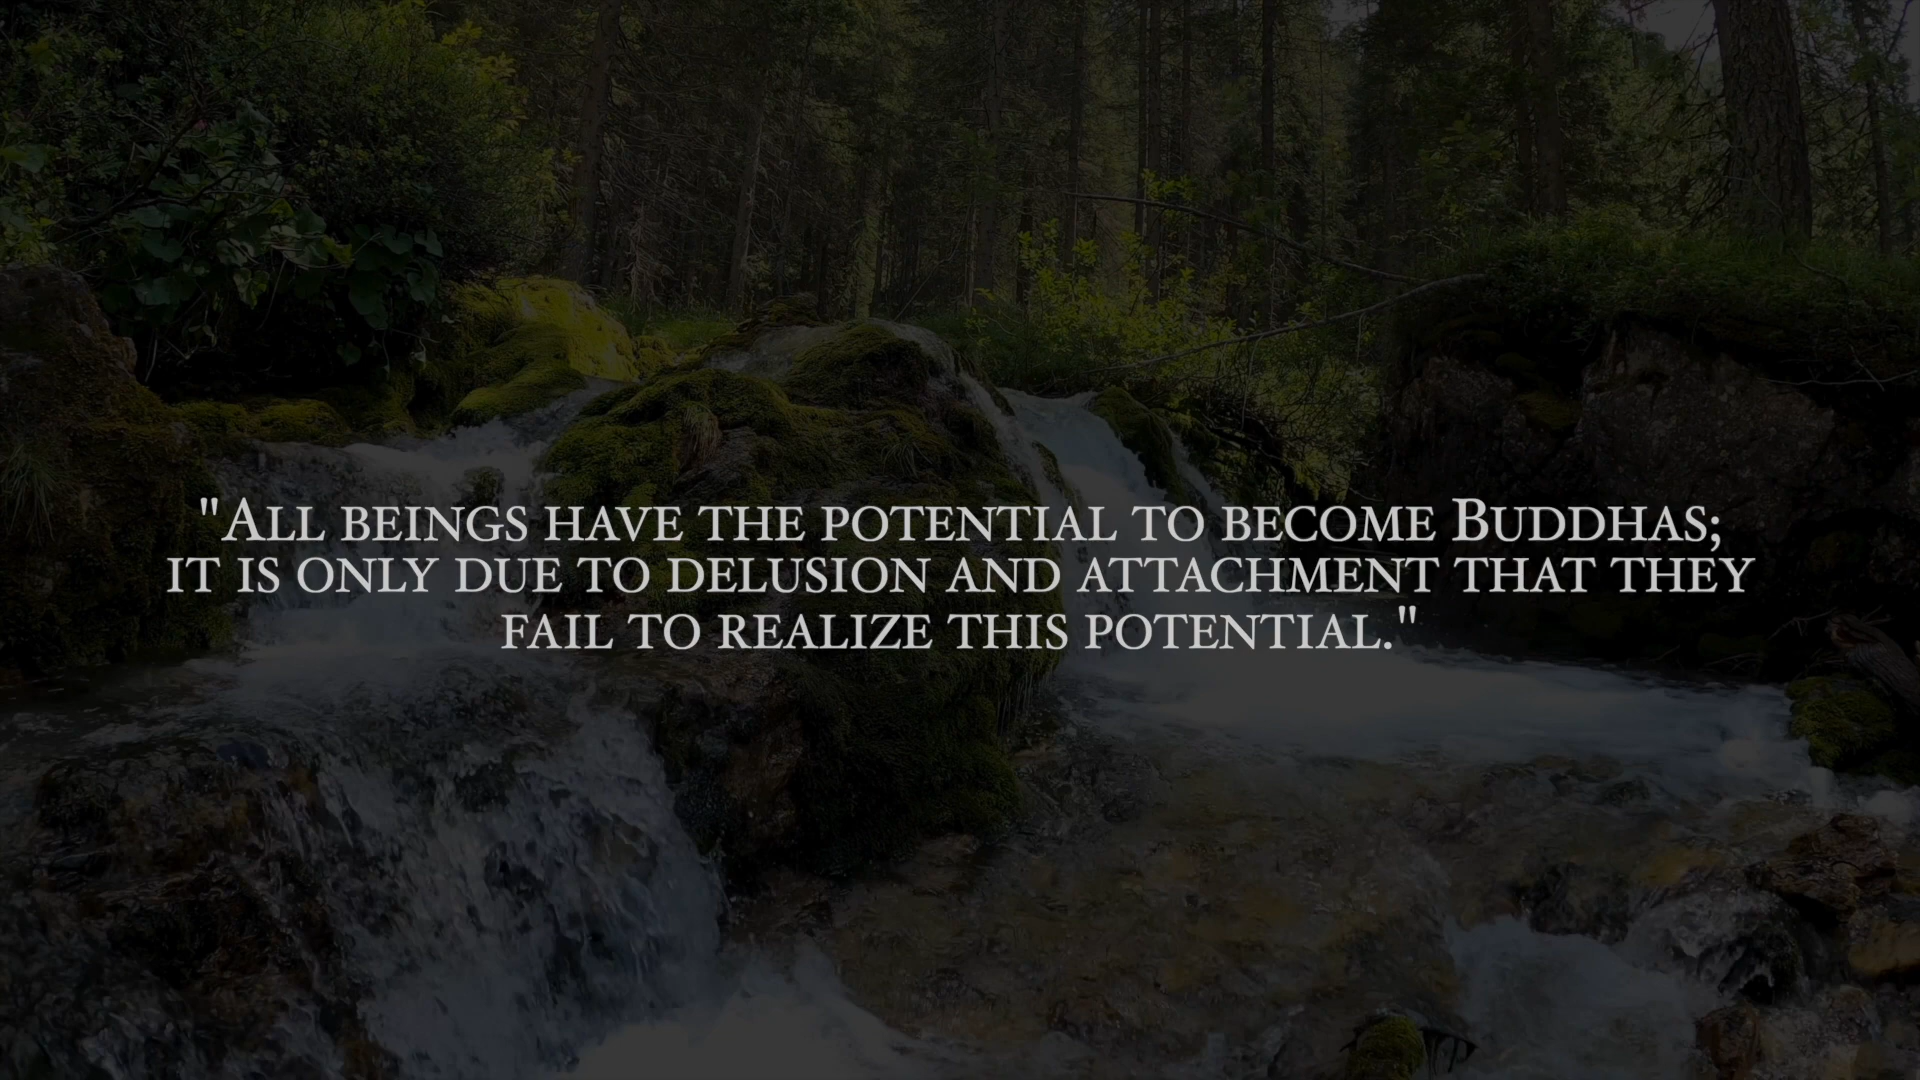 "All beings have the potential to become Buddhas;
it is only due to delusion and attachment that they
fail to realize this potential."